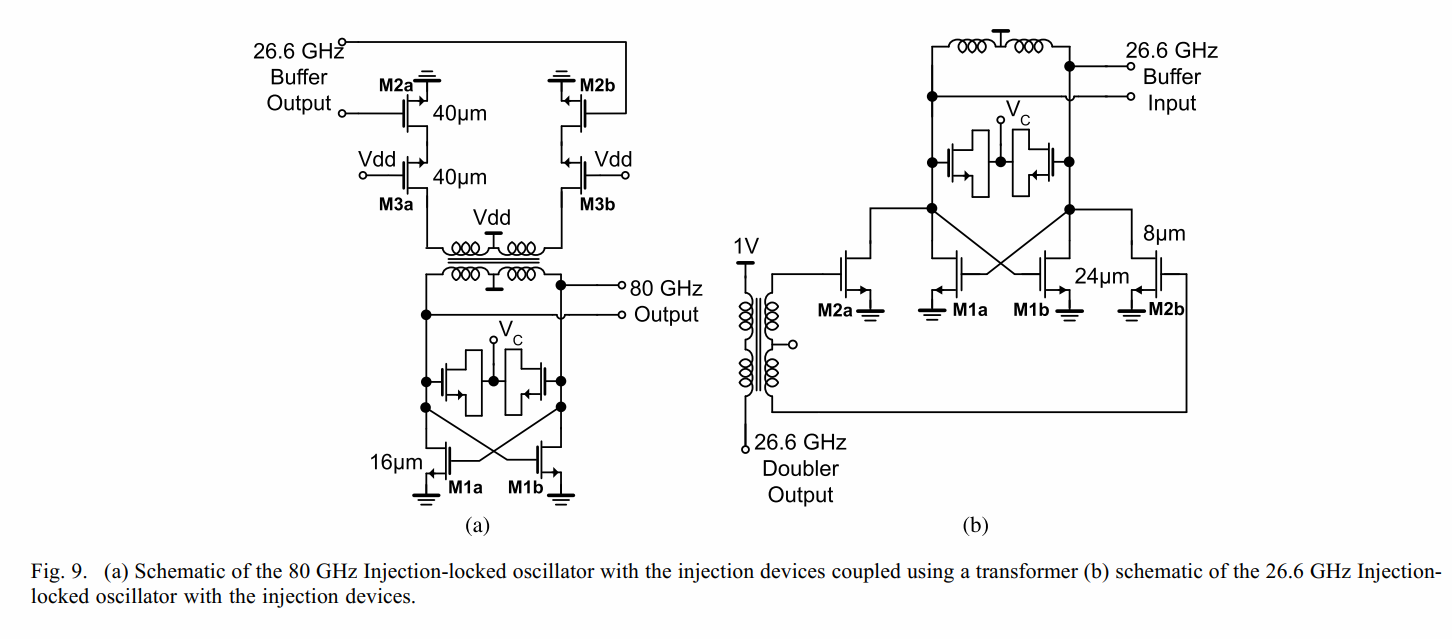 26.6 GHz
Buffer
Output
M2a
40µm
M2b
Vdd
40µm
Vdd
M3a
M3b
Vdd
80 GHz
Output
VC
16µm
M1a
M1b
(a)
26.6 GHz
Buffer
Input
VC
1V
8µm
24µm
M2a
M1a
M1b
M2b
26.6 GHz
Doubler
Output
(b)
Fig. 9. (a) Schematic of the 80 GHz Injection-locked oscillator with the injection devices coupled using a transformer (b) schematic of the 26.6 GHz Injection-
locked oscillator with the injection devices.